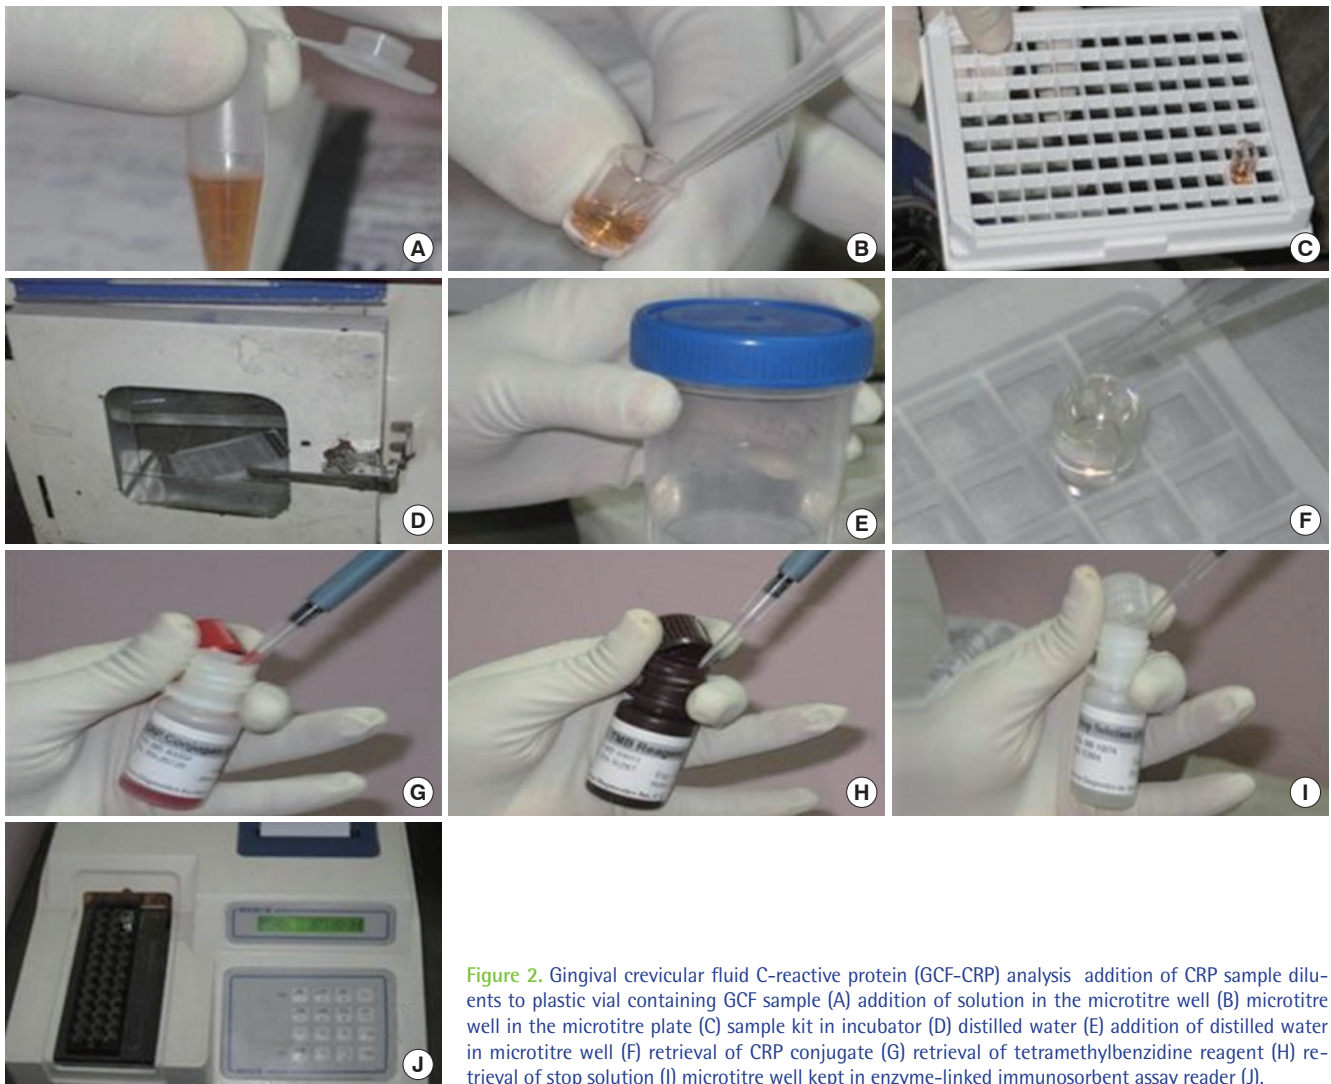 A
B
C
D
E
F
G
Conjugate
H
TMB Reagent
I
Solution
J
Figure 2. Gingival crevicular fluid C-reactive protein (GCF-CRP) analysis addition of CRP sample dilu-
ents to plastic vial containing GCF sample (A) addition of solution in the microtitre well (B) microtitre
well in the microtitre plate (C) sample kit in incubator (D) distilled water (E) addition of distilled water
in microtitre well (F) retrieval of CRP conjugate (G) retrieval of tetramethylbenzidine reagent (H) re-
trieval of stop solution (I) microtitre well kept in enzyme-linked immunosorbent assay reader (J).